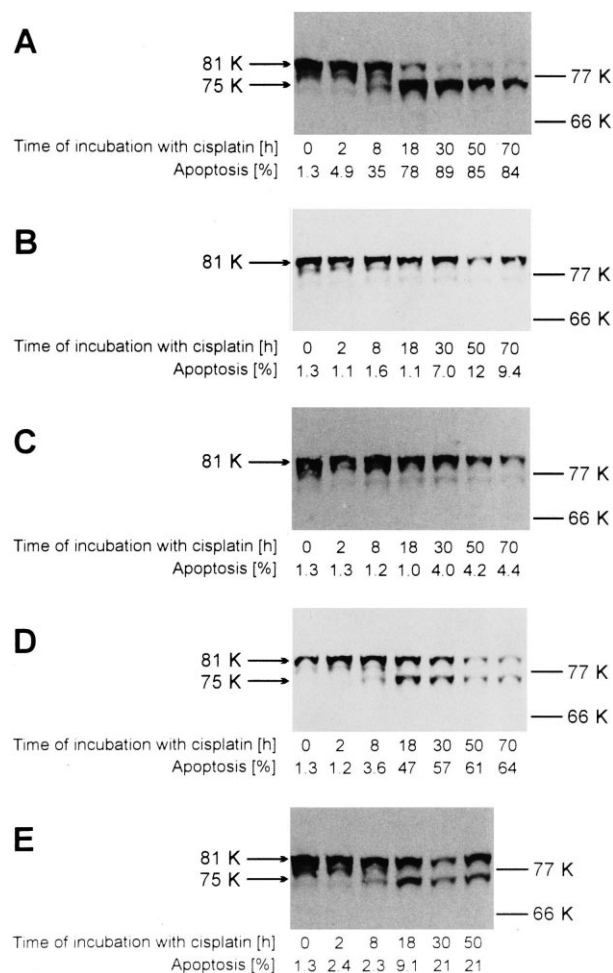 A
81 K
75 K
77 K
66 K
Time of incubation with cisplatin [h] 0 2 8 18 30 50 70
Apoptosis [%] 1.3 4.9 35 78 89 85 84
B
81 K
77 K
66 K
Time of incubation with cisplatin [h] 0 2 8 18 30 50 70
Apoptosis [%] 1.3 1.1 1.6 1.1 7.0 12 9.4
C
81 K
77 K
66 K
Time of incubation with cisplatin [h] 0 2 8 18 30 50 70
Apoptosis [%] 1.3 1.3 1.2 1.0 4.0 4.2 4.4
D
81 K
75 K
77 K
66 K
Time of incubation with cisplatin [h] 0 2 8 18 30 50 70
Apoptosis [%] 1.3 1.2 3.6 47 57 61 64
E
81 K
75 K
77 K
66 K
Time of incubation with cisplatin [h] 0 2 8 18 30 50
Apoptosis [%] 1.3 2.4 2.3 9.1 21 21